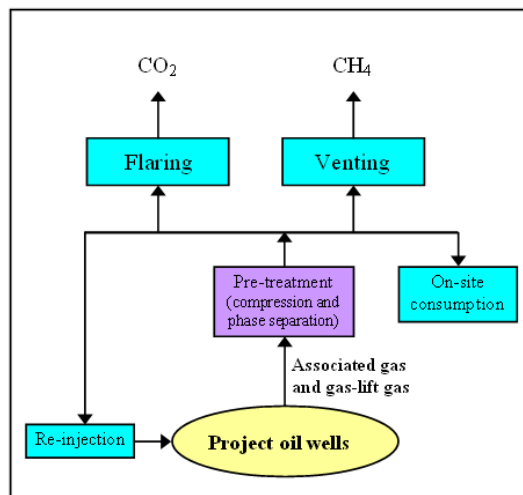 CO₂
CH₄
Flaring
Venting
Pre-treatment
(compression and
phase separation)
On-site
consumption
Associated gas
and gas-lift gas
Re-injection
Project oil wells